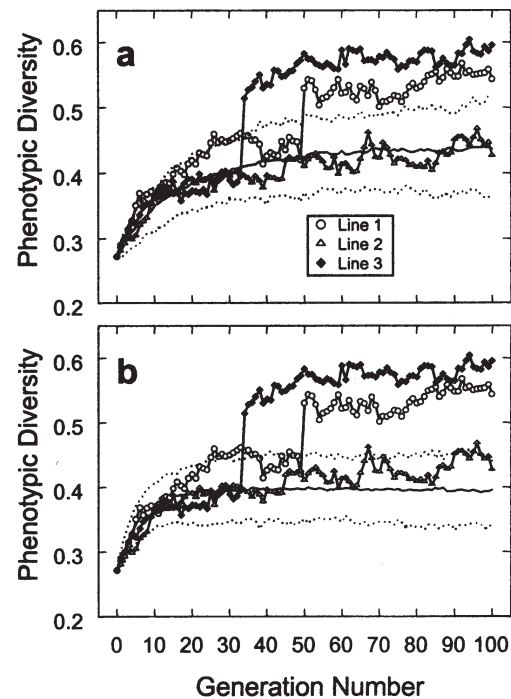 a
Phenotypic Diversity
0.6
0.5
0.4
0.3
0.2
Line 1
Line 2
Line 3
b
Phenotypic Diversity
0.6
0.5
0.4
0.3
0.2
0 10 20 30 40 50 60 70 80 90 100
Generation Number